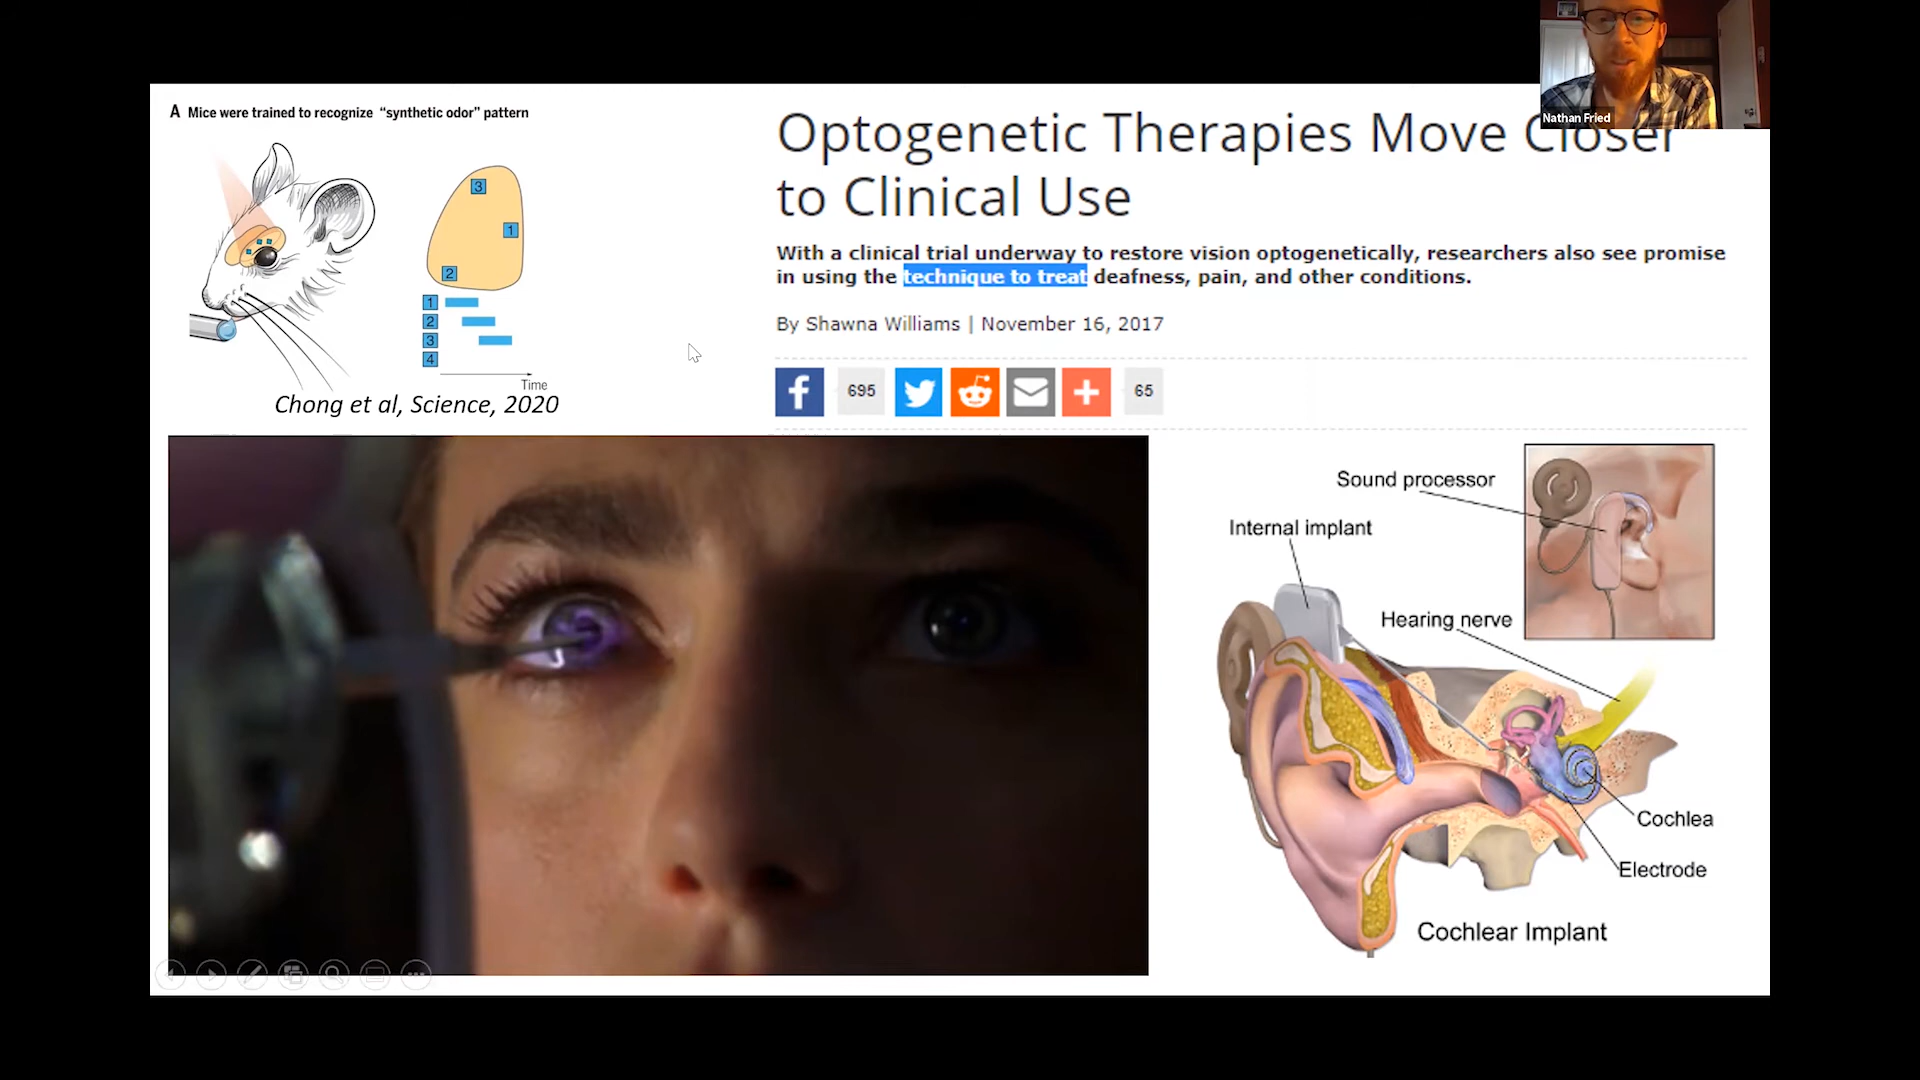 A Mice were trained to recognize “synthetic odor” pattern
3
1
2
1
2
3
4
Time
Chong et al, Science, 2020
Optogenetic Therapies Move Closer
to Clinical Use
With a clinical trial underway to restore vision optogenetically, researchers also see promise
in using the technique to treat deafness, pain, and other conditions.
By Shawna Williams | November 16, 2017
f 695 65
Nathan Fried
Sound processor
Internal implant
Hearing nerve
Cochlea
Electrode
Cochlear Implant